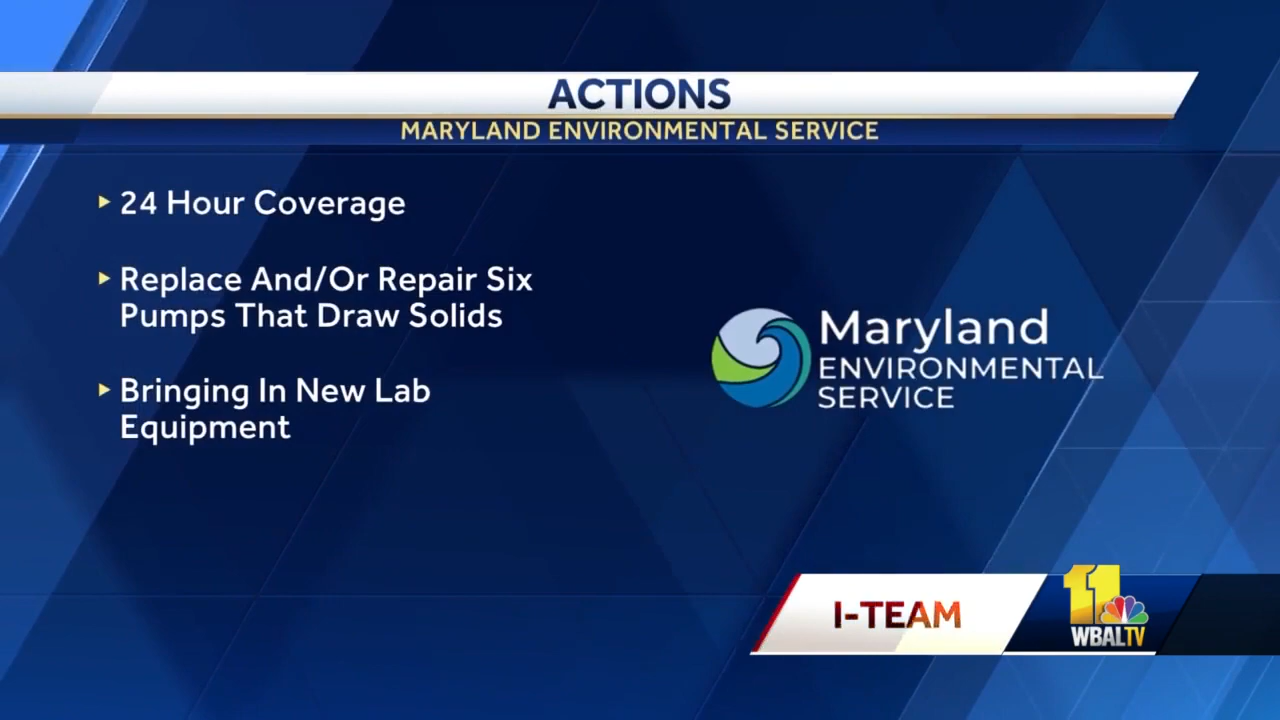 ACTIONS
MARYLAND ENVIRONMENTAL SERVICE
24 Hour Coverage
Replace And/Or Repair Six
Pumps That Draw Solids
Bringing In New Lab
Equipment
Maryland
ENVIRONMENTAL
SERVICE
I-TEAM
11
WBALTV